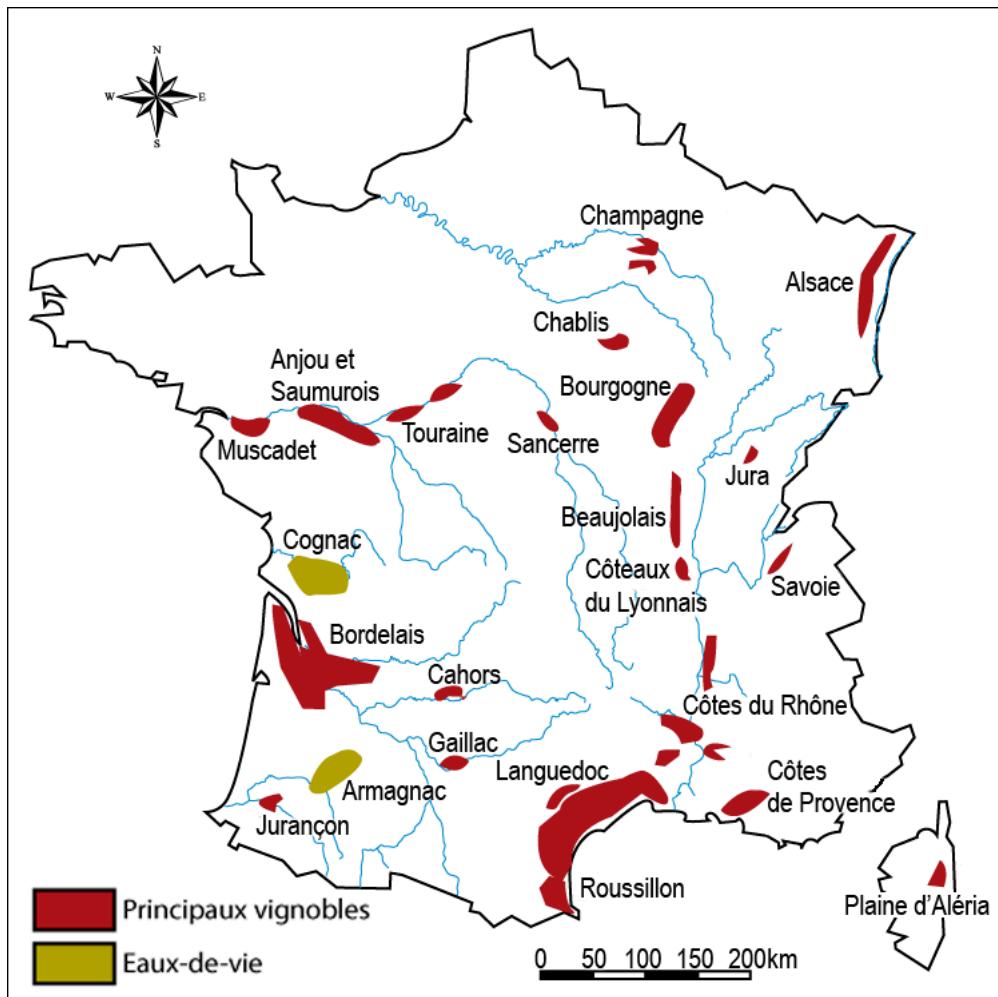 N
W
E
S
Champagne
Alsace
Chablis
Anjou et
Saumurois
Bourgogne
Touraine
Sancerre
Muscadet
Jura
Beaujolais
Cognac
Côteaux
du Lyonnais
Savoie
Bordelais
Cahors
Côtes du Rhône
Gaillac
Languedoc
Côtes
de Provence
Armagnac
Jurançon
Roussillon
Plaine d'Aléria
Principaux vignobles
Eaux-de-vie
0 50 100 150 200km